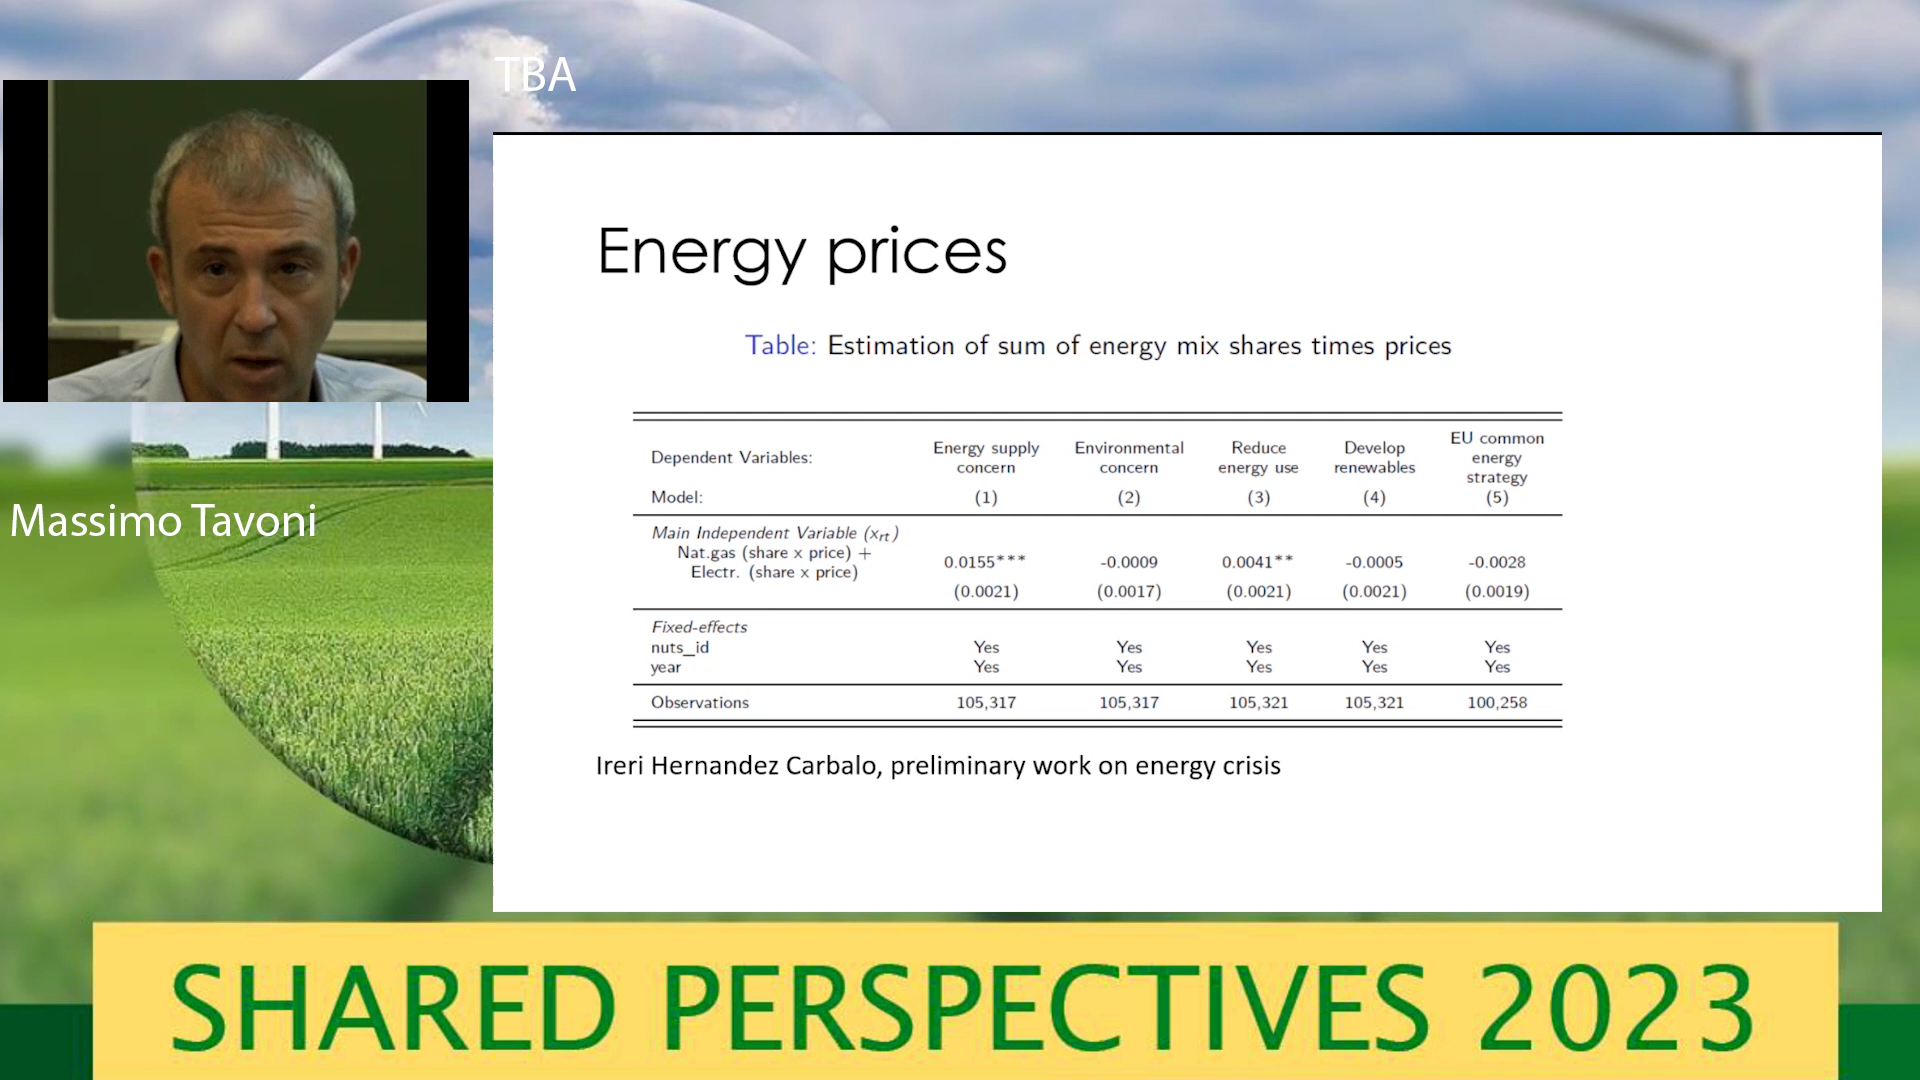 TBA
Massimo Tavoni
Energy prices
Table: Estimation of sum of energy mix shares times prices
Dependent Variables: Energy supply concern Environmental concern Reduce energy use Develop renewables EU common energy strategy
Model: (1) (2) (3) (4) (5)
Main Independent Variable (xrt)
Nat.gas (share x price) +
Electr. (share x price) 0.0155*** -0.0009 0.0041** -0.0005 -0.0028
(0.0021) (0.0017) (0.0021) (0.0021) (0.0019)
Fixed-effects
nuts_id Yes Yes Yes Yes Yes
year Yes Yes Yes Yes Yes
Observations 105,317 105,317 105,321 105,321 100,258
Ireri Hernandez Carbalo, preliminary work on energy crisis
SHARED PERSPECTIVES 2023